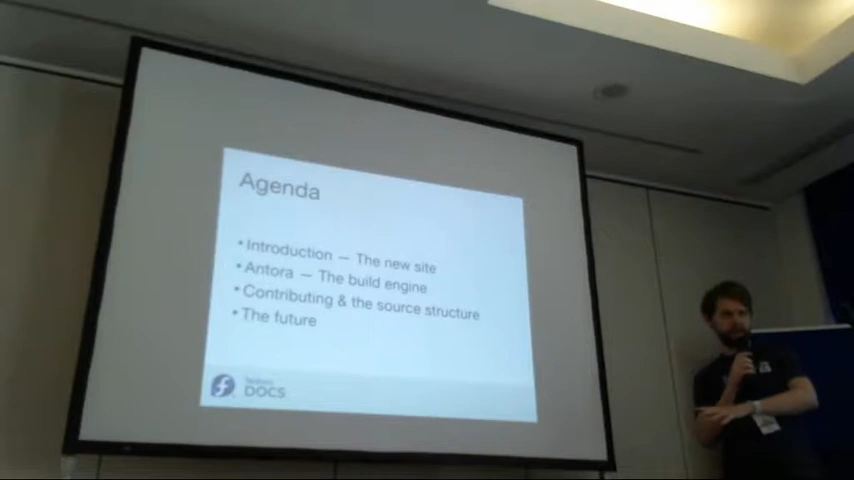 Agenda
• Introduction — The new site
• Antora — The build engine
• Contributing & the source structure
• The future
DOCS